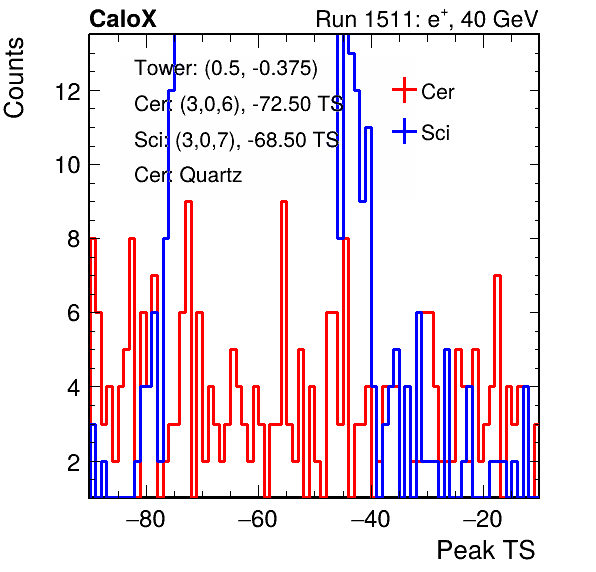 CaloX Run 1511: e⁺, 40 GeV
Counts
Tower: (0.5, -0.375)
Cer: (3,0,6), -72.50 TS
Sci: (3,0,7), -68.50 TS
Cer: Quartz
Cer
Sci
12
10
8
6
4
2
−80 −60 −40 −20
Peak TS